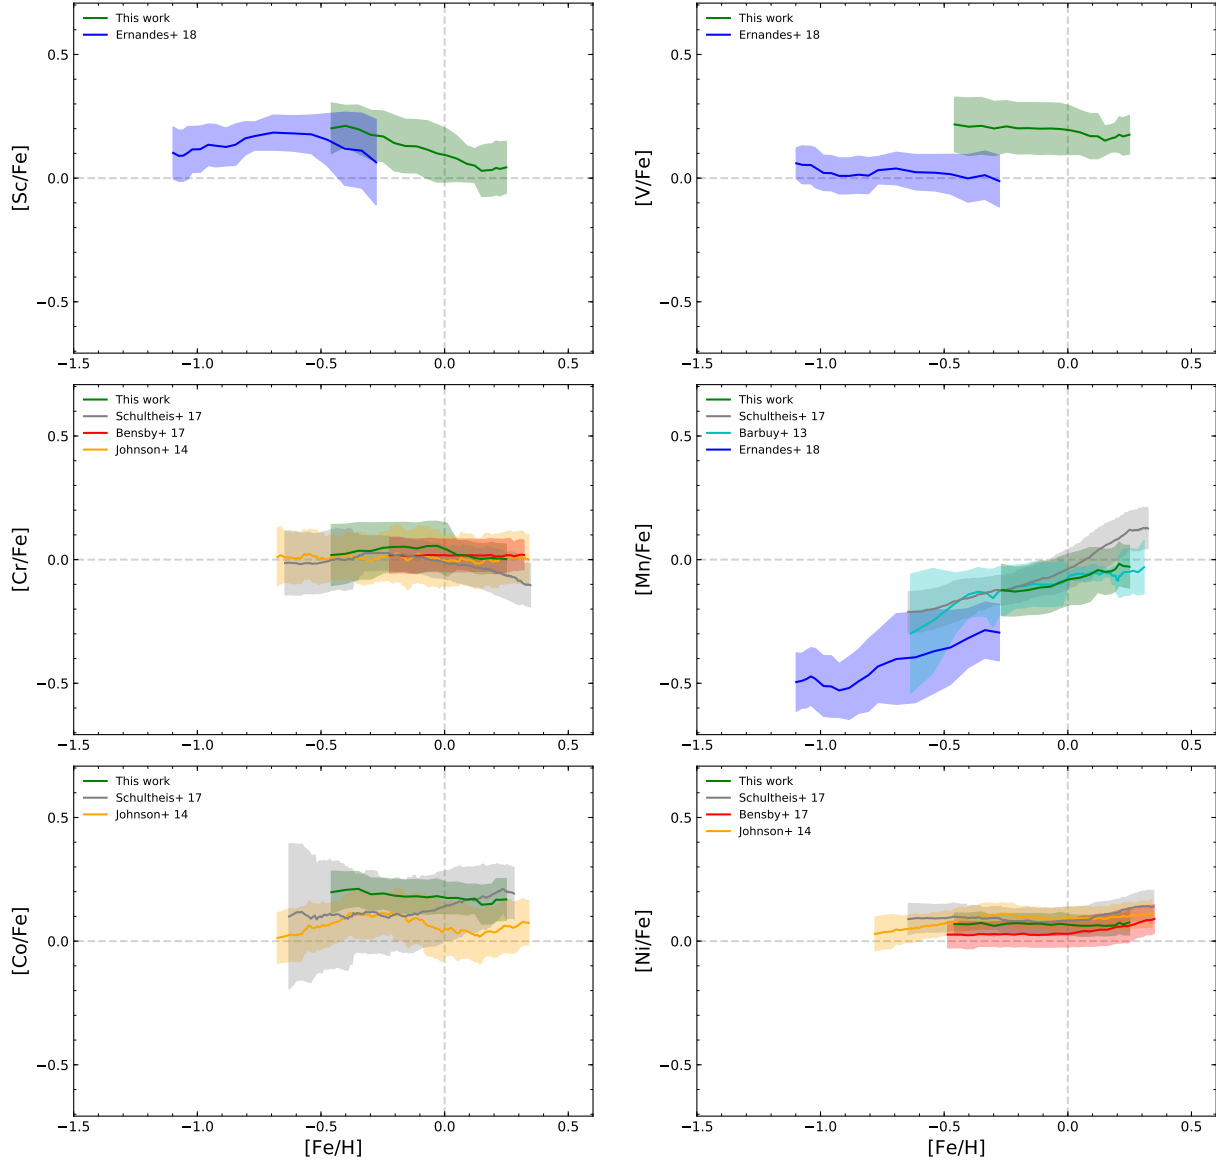 This work
Ernandes+ 18
[Sc/Fe]
0.5
0.0
−0.5
−1.5
−1.0
−0.5
0.0
0.5
This work
Ernandes+ 18
[V/Fe]
0.5
0.0
−0.5
−1.5
−1.0
−0.5
0.0
0.5
This work
Schultheis+ 17
Bensby+ 17
Johnson+ 14
[Cr/Fe]
0.5
0.0
−0.5
−1.5
−1.0
−0.5
0.0
0.5
This work
Schultheis+ 17
Barbuy+ 13
Ernandes+ 18
[Mn/Fe]
0.5
0.0
−0.5
−1.5
−1.0
−0.5
0.0
0.5
This work
Schultheis+ 17
Johnson+ 14
[Co/Fe]
0.5
0.0
−0.5
−1.5
−1.0
−0.5
0.0
0.5
[Fe/H]
This work
Schultheis+ 17
Bensby+ 17
Johnson+ 14
[Ni/Fe]
0.5
0.0
−0.5
−1.5
−1.0
−0.5
0.0
0.5
[Fe/H]